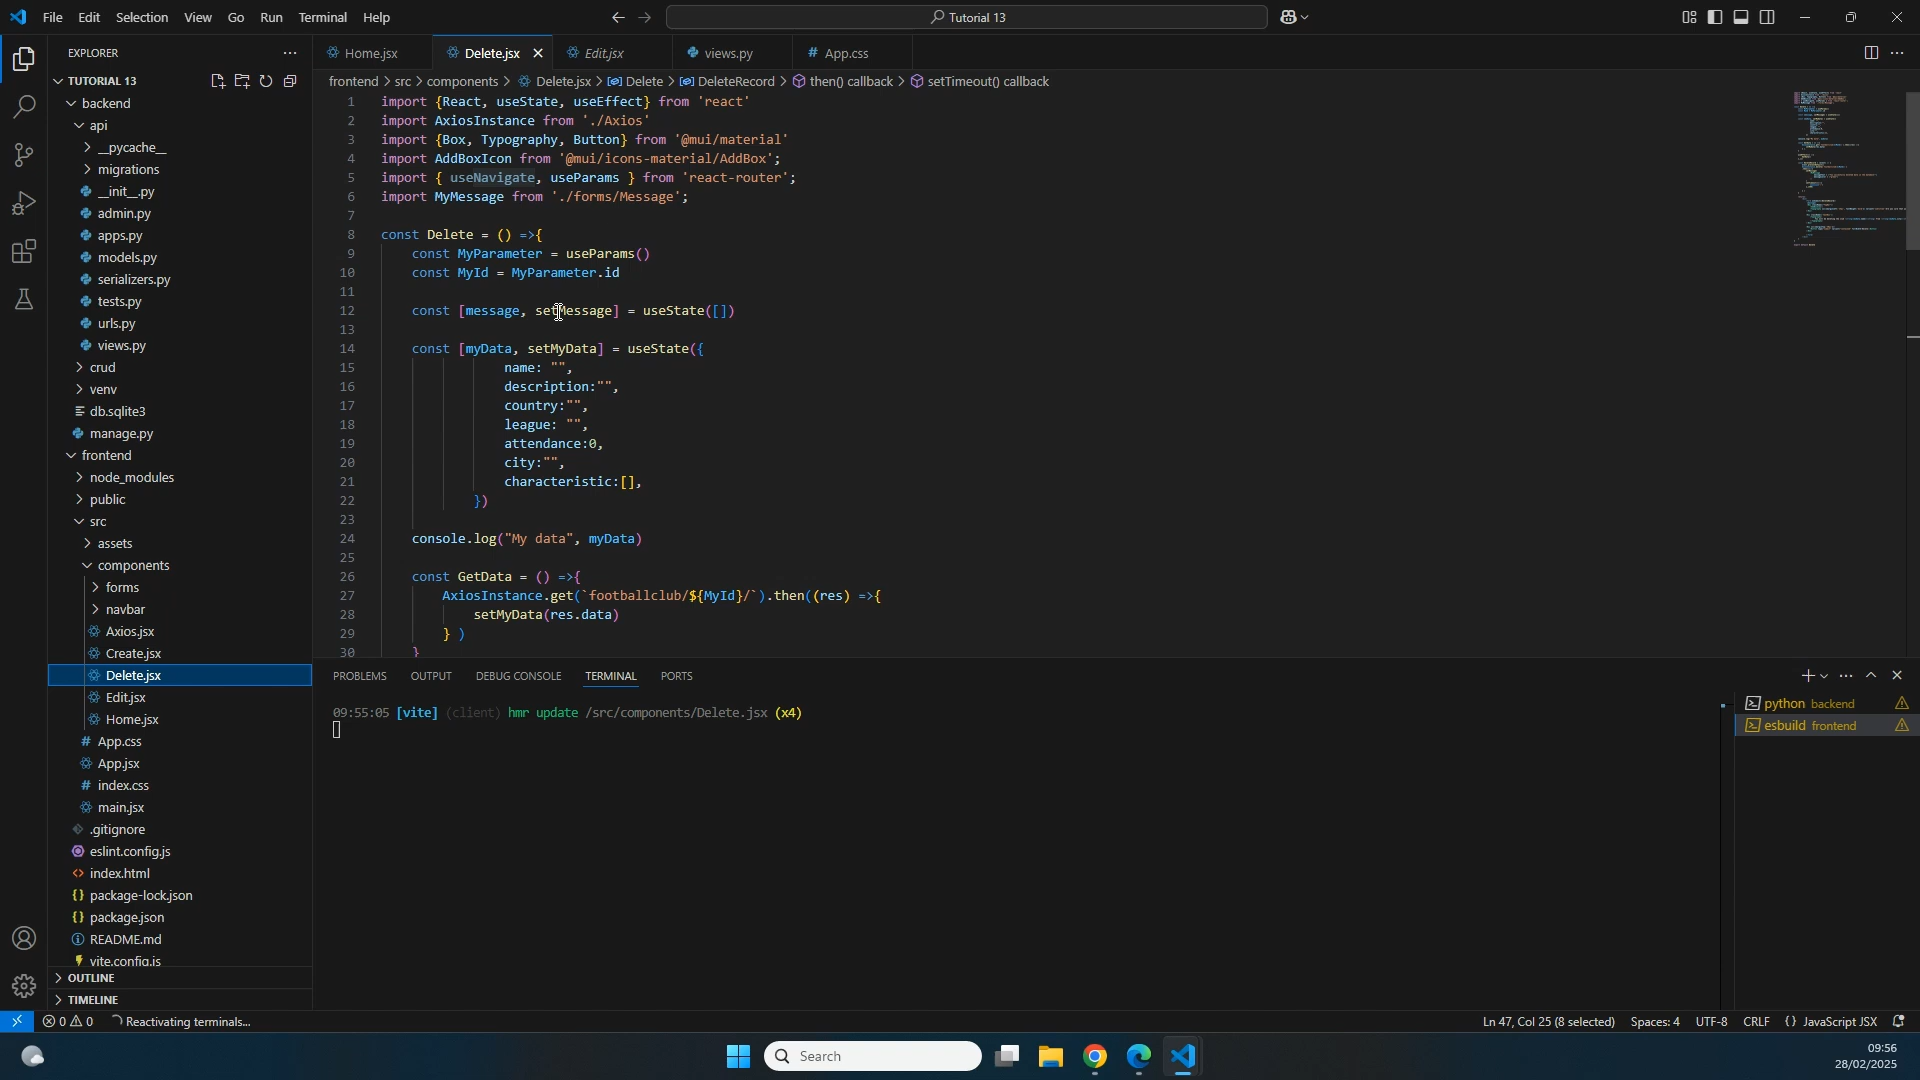 File Edit Selection View Go Run Terminal Help
Tutorial 13
EXPLORER
TUTORIAL 13
backend
api
__pycache__
migrations
__init__.py
admin.py
apps.py
models.py
serializers.py
tests.py
urls.py
views.py
crud
venv
db.sqlite3
manage.py
frontend
node_modules
public
src
assets
components
forms
navbar
Axios.jsx
Create.jsx
Delete.jsx
Edit.jsx
Home.jsx
App.css
App.jsx
index.css
main.jsx
.gitignore
eslint.config.js
index.html
package-lock.json
package.json
README.md
vite.config.js
OUTLINE
TIMELINE
Home.jsx Delete.jsx Edit.jsx views.py App.css
frontend > src > components > Delete.jsx > Delete > DeleteRecord > then() callback > setTimeout() callback
1 import {React, useState, useEffect} from 'react'
2 import AxiosInstance from './Axios'
3 import {Box, Typography, Button} from '@mui/material'
4 import AddBoxIcon from '@mui/icons-material/AddBox';
5 import { useNavigate, useParams } from 'react-router';
6 import MyMessage from './forms/Message';
7
8 const Delete = () =>{
9 const MyParameter = useParams()
10 const MyId = MyParameter.id
11
12 const [message, setMessage] = useState([])
13
14 const [myData, setMyData] = useState({
15 name: "",
16 description:"",
17 country:"",
18 league: "",
19 attendance:0,
20 city:"",
21 characteristic:[],
22 })
23
24 console.log("My data", myData)
25
26 const GetData = () =>{
27 AxiosInstance.get(`footballclub/${MyId}/`).then((res) =>{
28 setMyData(res.data)
29 } )
30 }
PROBLEMS OUTPUT DEBUG CONSOLE TERMINAL PORTS
09:55:05 [vite] (client) hmr update /src/components/Delete.jsx (x4)
python backend
esbuild frontend
0 0 Reactivating terminals...
Ln 47, Col 25 (8 selected) Spaces: 4 UTF-8 CRLF {} JavaScript JSX
Search
09:56
28/02/2025